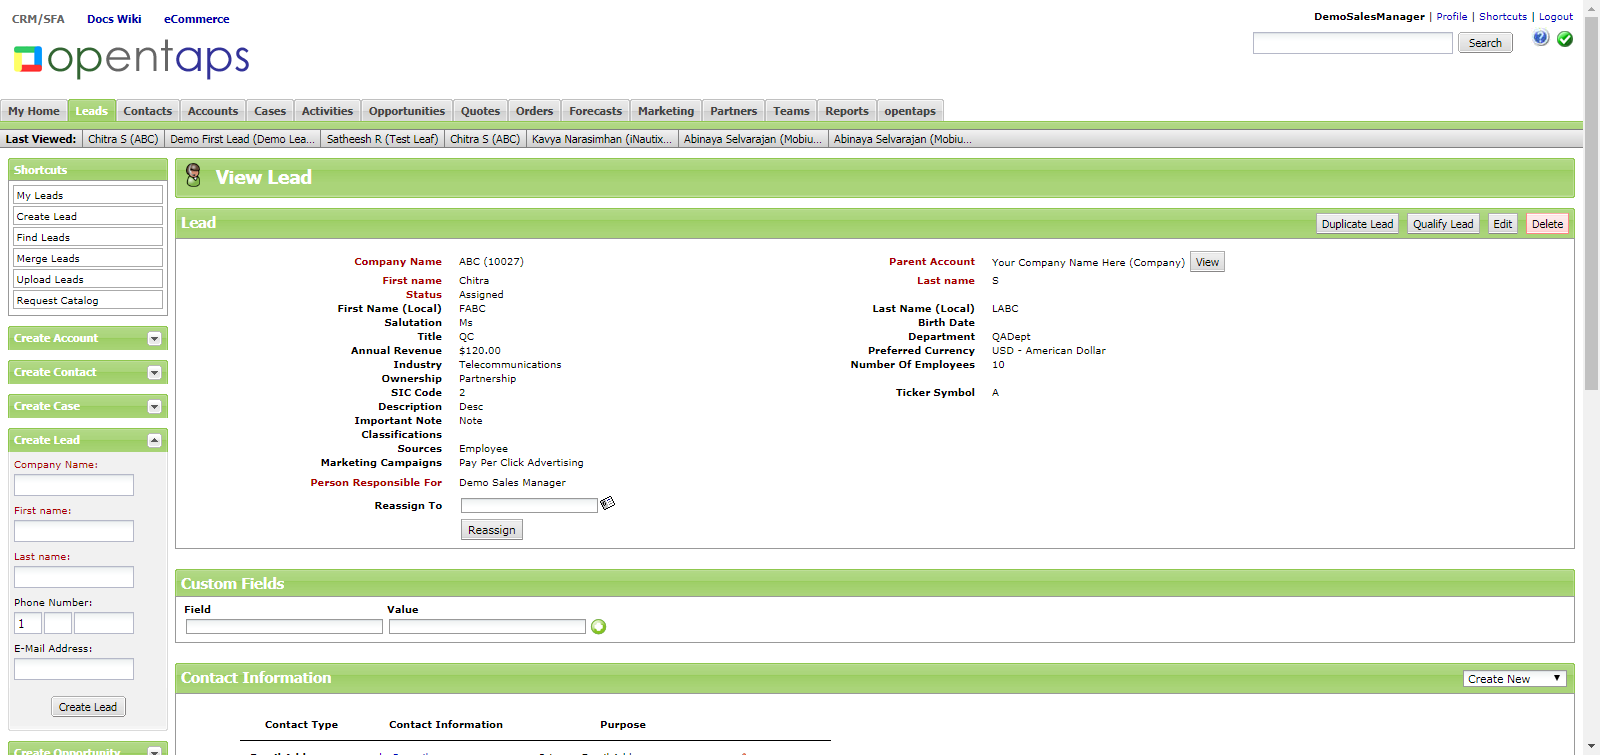 CRM/SFA Docs Wiki eCommerce
DemoSalesManager | Profile | Shortcuts | Logout
Search
opentaps
My Home Leads Contacts Accounts Cases Activities Opportunities Quotes Orders Forecasts Marketing Partners Teams Reports opentaps
Last Viewed: Chitra S (ABC) Demo First Lead (Demo Lea... Satheesh R (Test Leaf) Chitra S (ABC) Kavya Narasimhan (iNautix... Abinaya Selvarajan (Mobiu... Abinaya Selvarajan (Mobiu...
Shortcuts
My Leads
Create Lead
Find Leads
Merge Leads
Upload Leads
Request Catalog
Create Account
Create Contact
Create Case
Create Lead
Company Name:
First name:
Last name:
Phone Number:
1
E-Mail Address:
Create Lead
Create Opportunity
View Lead
Lead
Duplicate Lead Qualify Lead Edit Delete
Company Name ABC (10027) Parent Account Your Company Name Here (Company) View
First name Chitra Last name S
Status Assigned
First Name (Local) FABC Last Name (Local) LABC
Salutation Ms Birth Date
Title QC Department QADept
Annual Revenue $120.00 Preferred Currency USD - American Dollar
Industry Telecommunications Number Of Employees 10
Ownership Partnership
SIC Code 2 Ticker Symbol A
Description Desc
Important Note Note
Classifications
Sources Employee
Marketing Campaigns Pay Per Click Advertising
Person Responsible For Demo Sales Manager
Reassign To
Reassign
Custom Fields
Field Value
Contact Information
Create New
Contact Type Contact Information Purpose